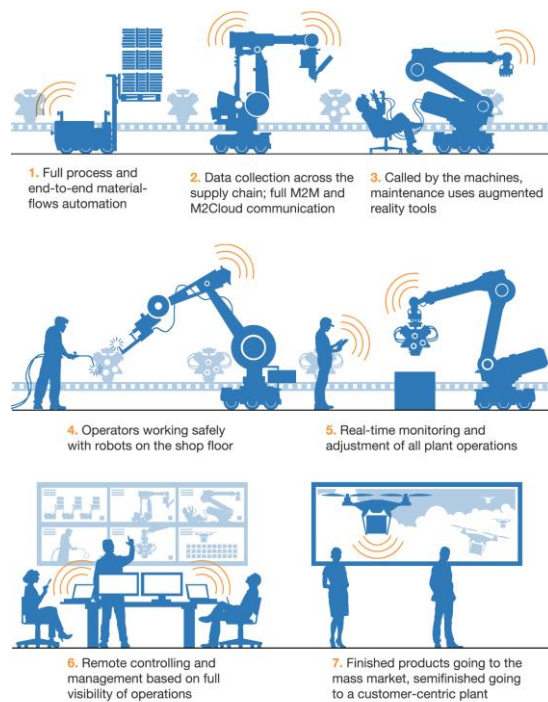 1. Full process and
end-to-end material-
flows automation
2. Data collection across the
supply chain; full M2M and
M2Cloud communication
3. Called by the machines,
maintenance uses augmented
reality tools
4. Operators working safely
with robots on the shop floor
5. Real-time monitoring and
adjustment of all plant operations
6. Remote controlling and
management based on full
visibility of operations
7. Finished products going to the
mass market, semifinished going
to a customer-centric plant